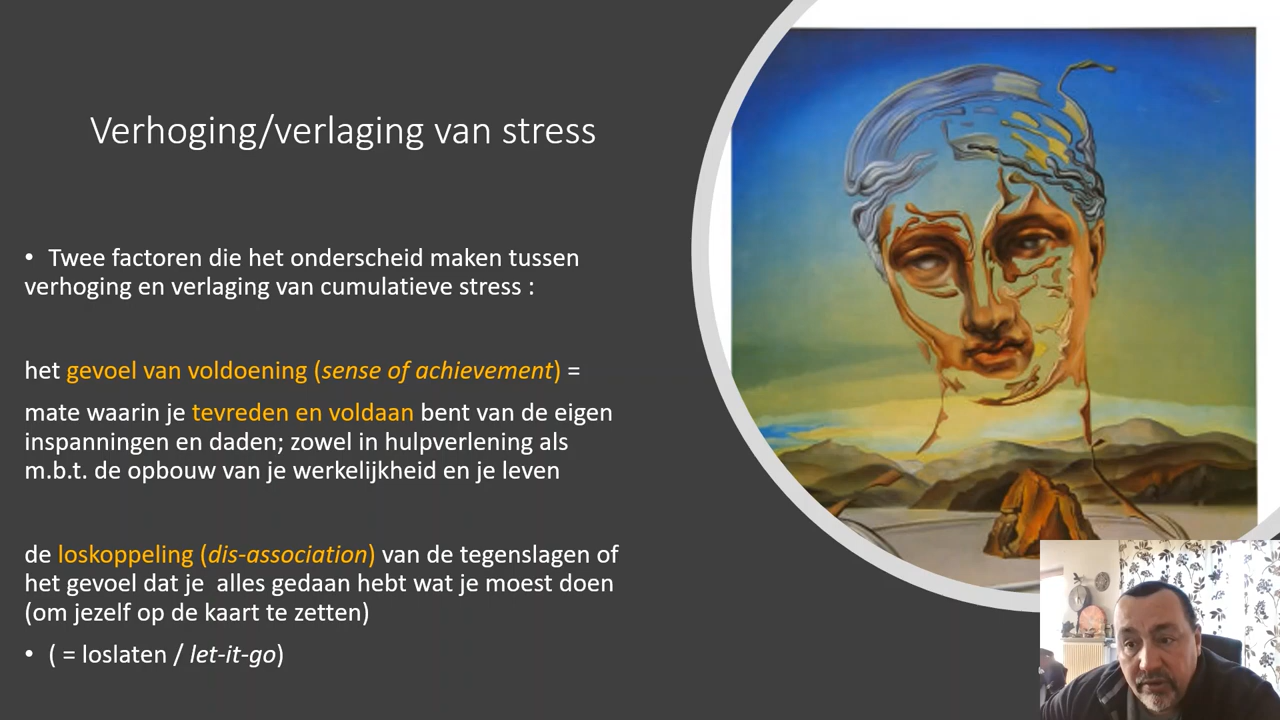 Verhoging/verlaging van stress
• Twee factoren die het onderscheid maken tussen
verhoging en verlaging van cumulatieve stress :
het gevoel van voldoening (sense of achievement) =
mate waarin je tevreden en voldaan bent van de eigen
inspanningen en daden; zowel in hulpverlening als
m.b.t. de opbouw van je werkelijkheid en je leven
de loskoppeling (dis-association) van de tegenslagen of
het gevoel dat je  alles gedaan hebt wat je moest doen
(om jezelf op de kaart te zetten)
• ( = loslaten / let-it-go)